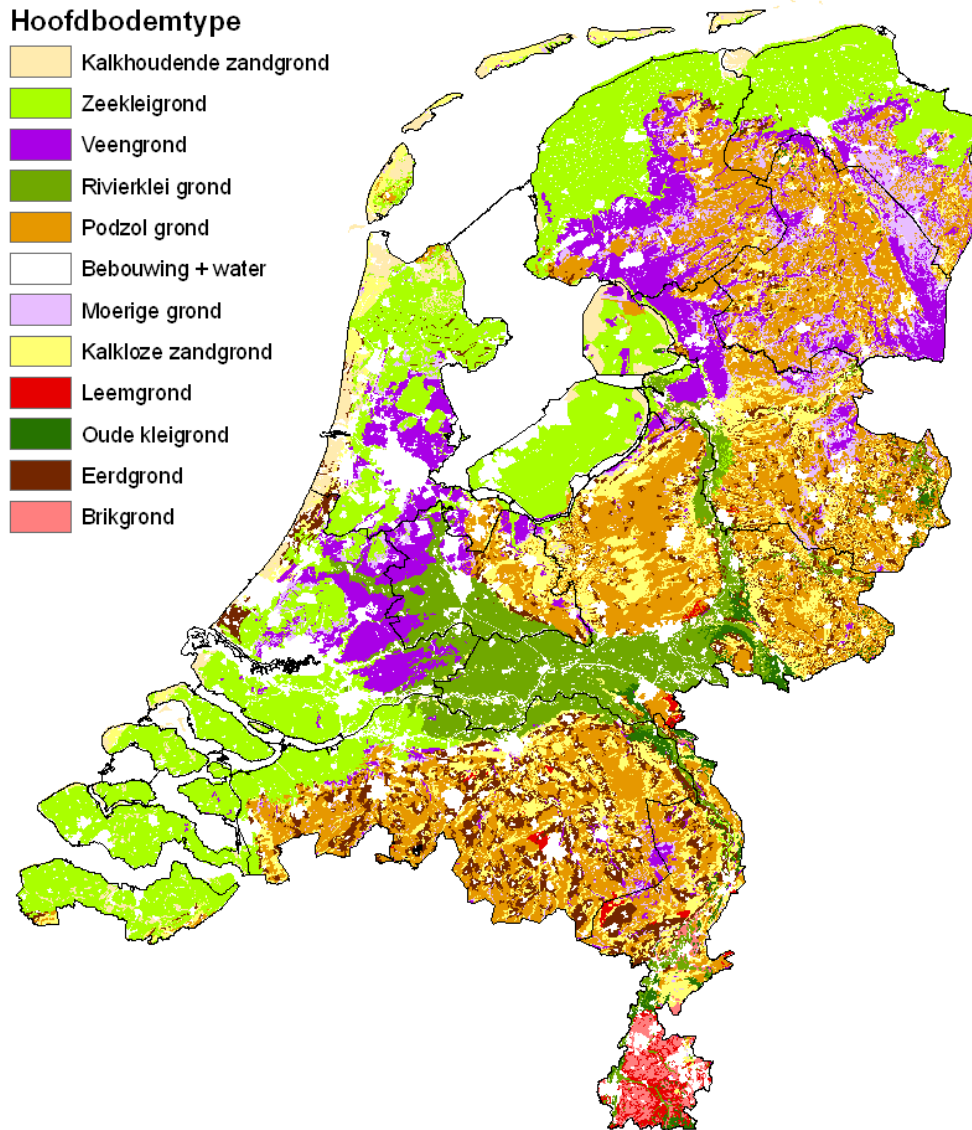 Hoofdbodemtype
Kalkhoudende zandgrond
Zeekleigrond
Veengrond
Rivierklei grond
Podzol grond
Bebouwing + water
Moerige grond
Kalkloze zandgrond
Leemgrond
Oude kleigrond
Eerdgrond
Brikgrond